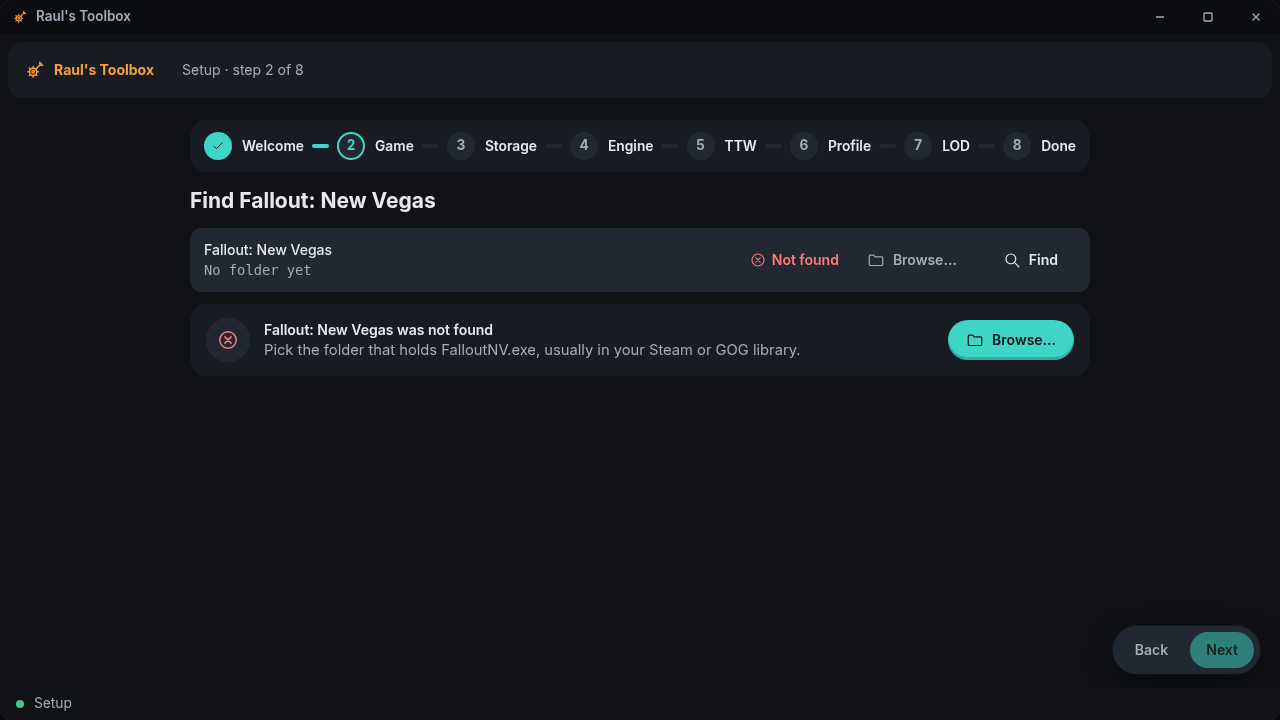 Raul's Toolbox
Raul's Toolbox
Setup · step 2 of 8
Welcome 2 Game 3 Storage 4 Engine 5 TTW 6 Profile 7 LOD 8 Done
Find Fallout: New Vegas
Fallout: New Vegas
No folder yet
Not found Browse... Find
Fallout: New Vegas was not found
Pick the folder that holds FalloutNV.exe, usually in your Steam or GOG library.
Browse...
Back Next
Setup